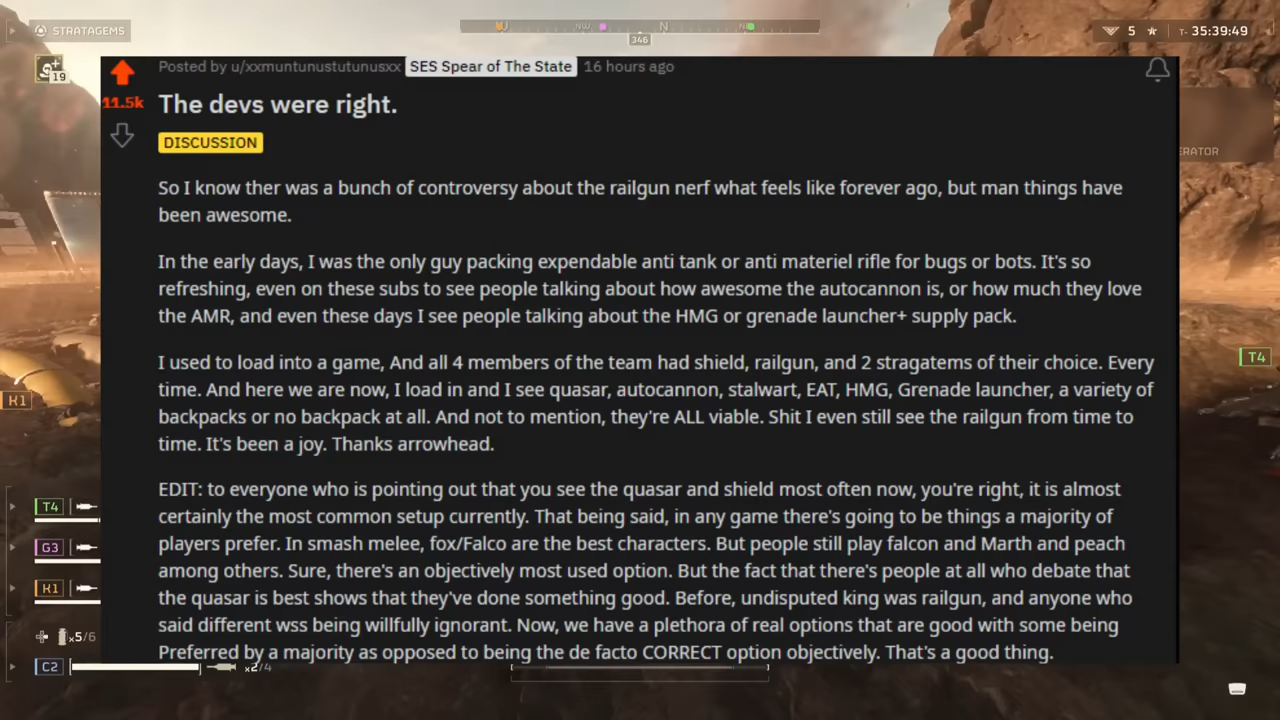 STRATAGEMS
NW
N
346
5
T- 35:39:49
19
Posted by u/xxmuntunustutunusxx SES Spear of The State 16 hours ago
11.5k
The devs were right.
DISCUSSION
ERATOR
So I know ther was a bunch of controversy about the railgun nerf what feels like forever ago, but man things have
been awesome.
In the early days, I was the only guy packing expendable anti tank or anti materiel rifle for bugs or bots. It's so
refreshing, even on these subs to see people talking about how awesome the autocannon is, or how much they love
the AMR, and even these days I see people talking about the HMG or grenade launcher+ supply pack.
T4
I used to load into a game, And all 4 members of the team had shield, railgun, and 2 stragatems of their choice. Every
time. And here we are now, I load in and I see quasar, autocannon, stalwart, EAT, HMG, Grenade launcher, a variety of
K1
backpacks or no backpack at all. And not to mention, they're ALL viable. Shit I even still see the railgun from time to
time. It's been a joy. Thanks arrowhead.
EDIT: to everyone who is pointing out that you see the quasar and shield most often now, you're right, it is almost
T4
certainly the most common setup currently. That being said, in any game there's going to be things a majority of
G3
players prefer. In smash melee, fox/Falco are the best characters. But people still play falcon and Marth and peach
among others. Sure, there's an objectively most used option. But the fact that there's people at all who debate that
K1
the quasar is best shows that they've done something good. Before, undisputed king was railgun, and anyone who
said different wss being willfully ignorant. Now, we have a plethora of real options that are good with some being
x5/6
Preferred by a majority as opposed to being the de facto CORRECT option objectively. That's a good thing.
C2
x2/4